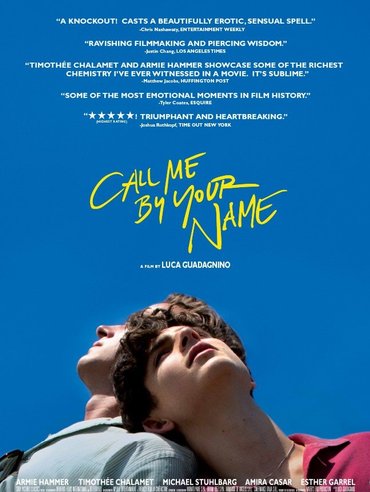 “A KNOCKOUT!  CASTS A BEAUTIFULLY EROTIC, SENSUAL SPELL.”
-Chris Nashawaty, ENTERTAINMENT WEEKLY
“RAVISHING FILMMAKING AND PIERCING WISDOM.”
-Justin Chang, LOS ANGELES TIMES
“TIMOTHÉE CHALAMET AND ARMIE HAMMER SHOWCASE SOME OF THE RICHEST
CHEMISTRY I’VE EVER WITNESSED IN A MOVIE.  IT’S SUBLIME.”
-Matthew Jacobs, HUFFINGTON POST
“SOME OF THE MOST EMOTIONAL MOMENTS IN FILM HISTORY.”
-Tyler Coates, ESQUIRE
“★★★★★! TRIUMPHANT AND HEARTBREAKING.”
(HIGHEST RATING)
-Joshua Rothkopf, TIME OUT NEW YORK
CALL ME
BY YOUR
NAME
A FILM BY LUCA GUADAGNINO
ARMIE HAMMER TIMOTHÉE CHALAMET MICHAEL STUHLBARG AMIRA CASAR ESTHER GARREL